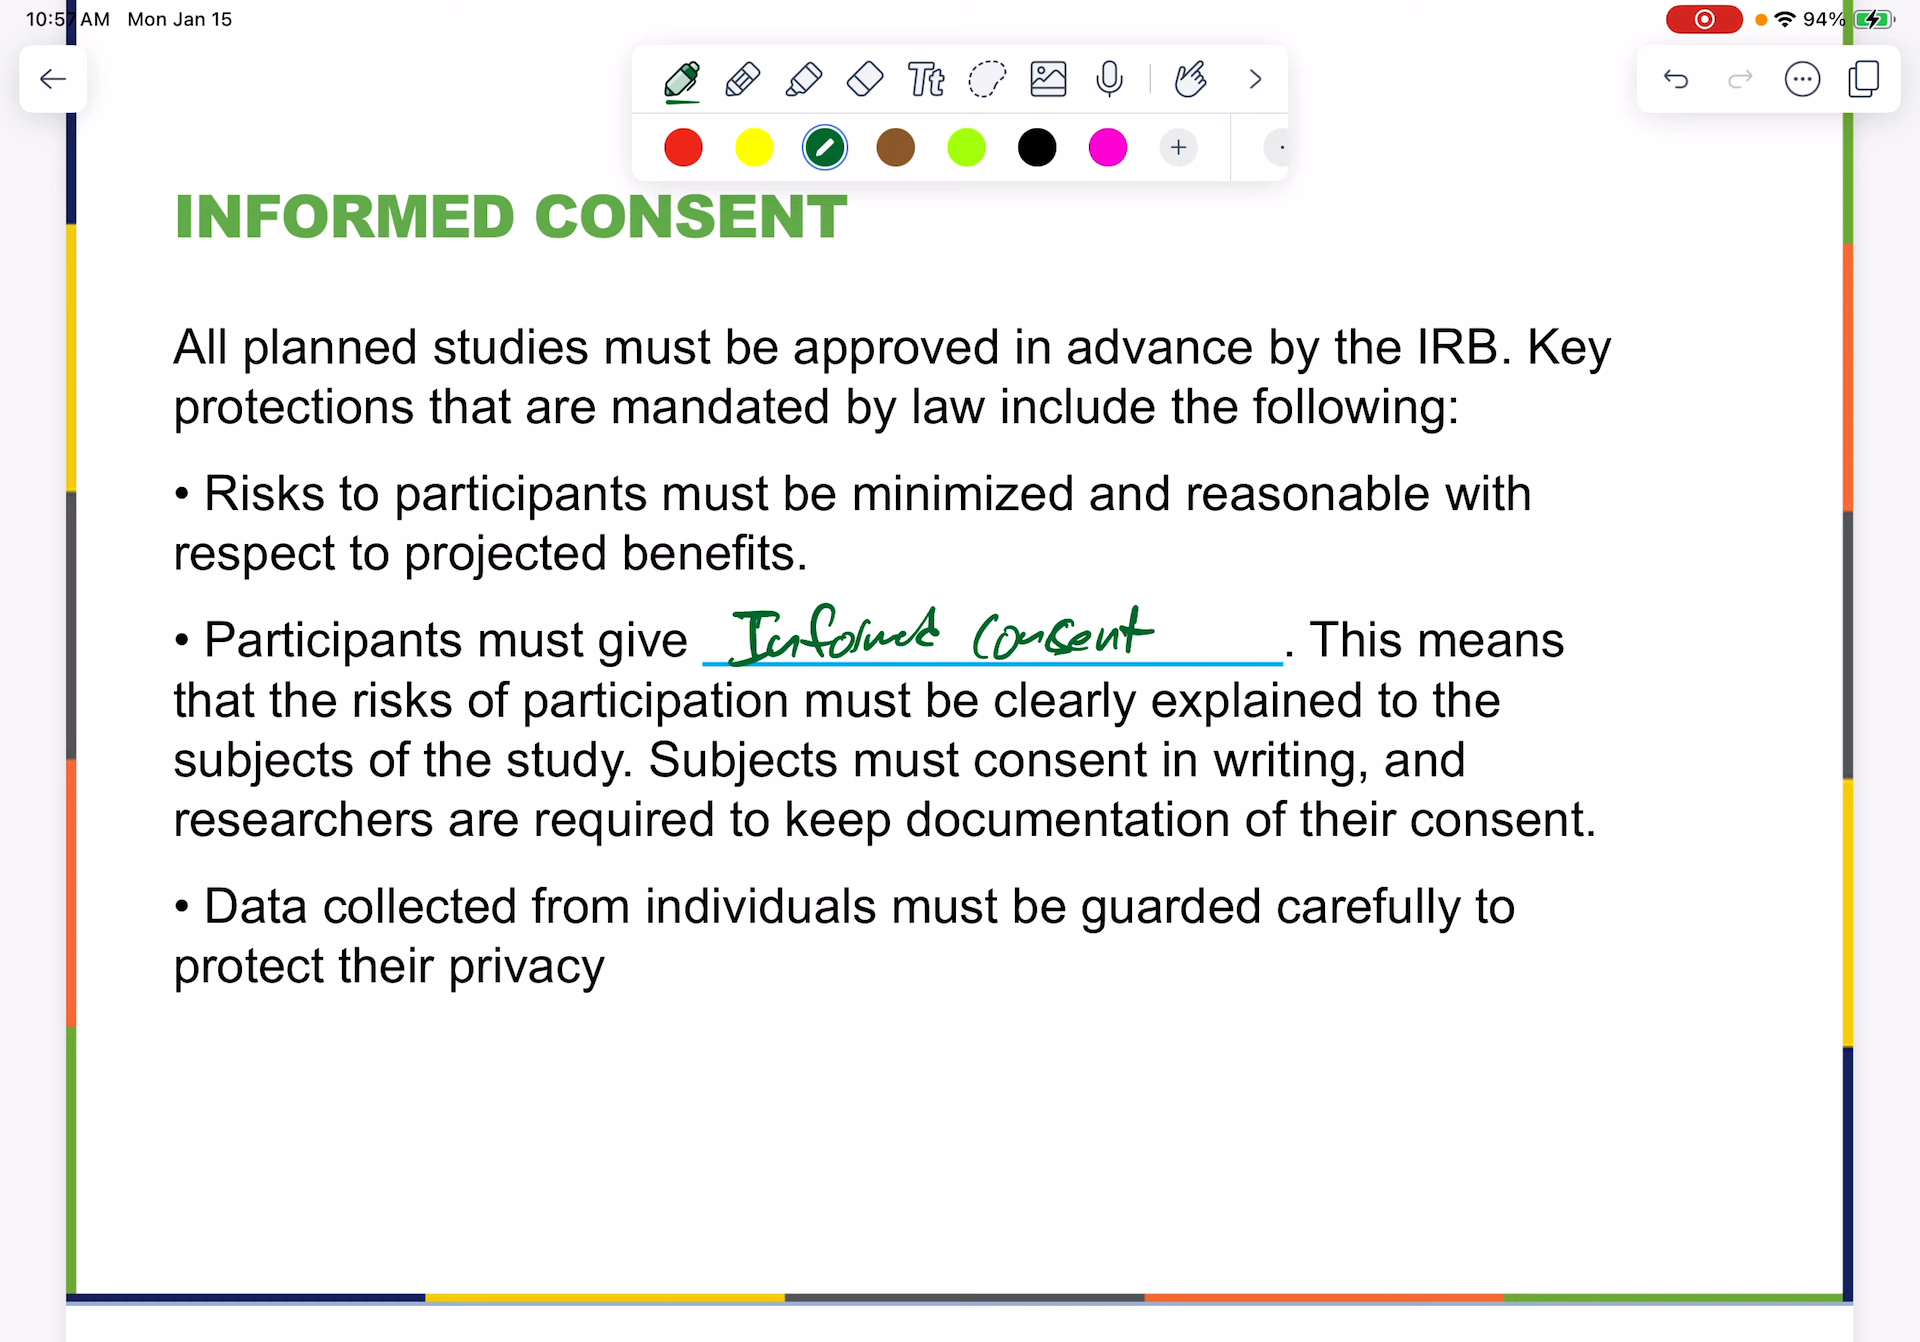 10:57 AM Mon Jan 15
94%
Tt
INFORMED CONSENT
All planned studies must be approved in advance by the IRB. Key
protections that are mandated by law include the following:
• Risks to participants must be minimized and reasonable with
respect to projected benefits.
• Participants must give Informed Consent. This means
that the risks of participation must be clearly explained to the
subjects of the study. Subjects must consent in writing, and
researchers are required to keep documentation of their consent.
• Data collected from individuals must be guarded carefully to
protect their privacy